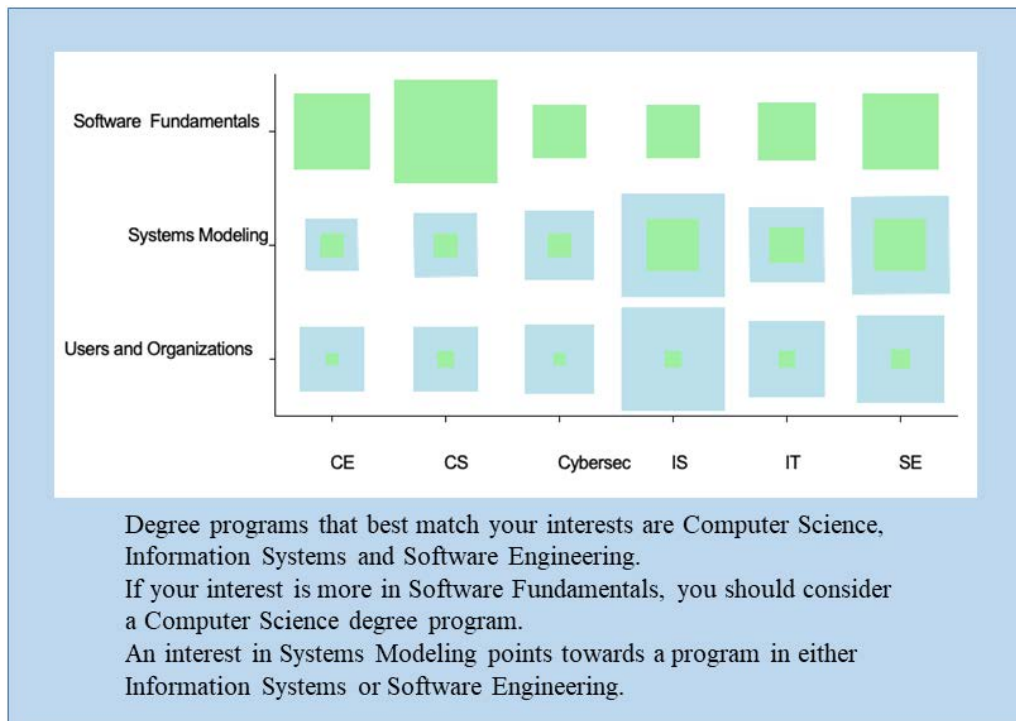 Software Fundamentals
Systems Modeling
Users and Organizations
CE CS Cybersec IS IT SE
Degree programs that best match your interests are Computer Science,
Information Systems and Software Engineering.
If your interest is more in Software Fundamentals, you should consider
a Computer Science degree program.
An interest in Systems Modeling points towards a program in either
Information Systems or Software Engineering.